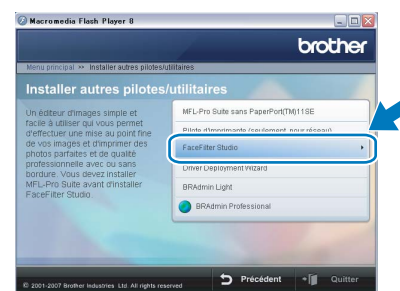 Macromedia Flash Player 8
brother
Menu principal >> Installer autres pilotes/utilitaires
Installer autres pilotes/utilitaires
Un éditeur d'images simple et
facile à utiliser qui vous permet
d'effectuer une mise au point fine
de vos images et d'imprimer des
photos parfaites et de qualité
professionnelle avec ou sans
bordure. Vous devez installer
MFL-Pro Suite avant d'installer
FaceFilter Studio.
MFL-Pro Suite sans PaperPort(TM)11SE
Pilote d'imprimante (seulement, pour réseau)
FaceFilter Studio
Driver Deployment Wizard
BRAdmin Light
BRAdmin Professional
© 2001-2007 Brother Industries Ltd. All rights reserved
Précédent
Quitter